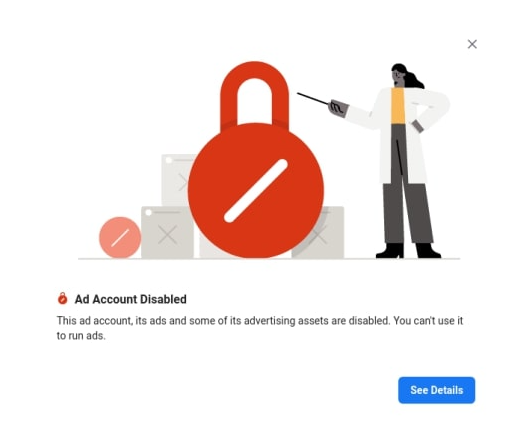 Ad Account Disabled
This ad account, its ads and some of its advertising assets are disabled. You can't use it
to run ads.
See Details